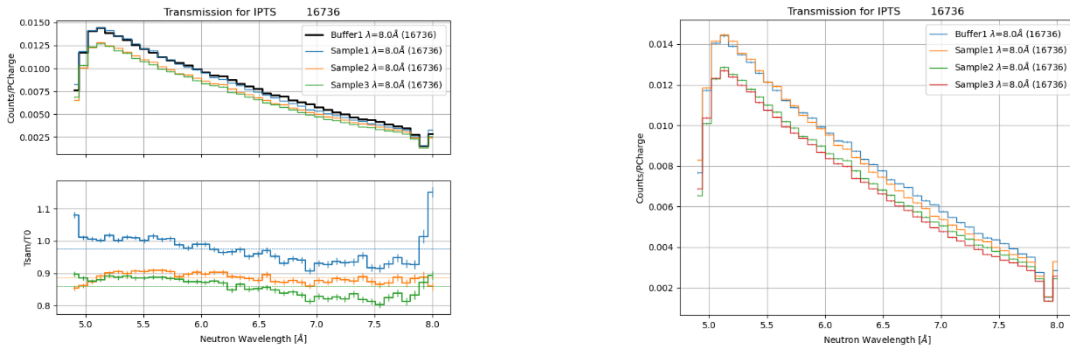 Transmission for IPTS 16736
Counts/PCharge
0.0150
0.0125
0.0100
0.0075
0.0050
0.0025
Buffer1 λ=8.0Å (16736)
Sample1 λ=8.0Å (16736)
Sample2 λ=8.0Å (16736)
Sample3 λ=8.0Å (16736)
Tsam/T0
1.1
1.0
0.9
0.8
5.0 5.5 6.0 6.5 7.0 7.5 8.0
Neutron Wavelength [Å]
Transmission for IPTS 16736
Counts/PCharge
0.014
0.012
0.010
0.008
0.006
0.004
0.002
Buffer1 λ=8.0Å (16736)
Sample1 λ=8.0Å (16736)
Sample2 λ=8.0Å (16736)
Sample3 λ=8.0Å (16736)
5.0 5.5 6.0 6.5 7.0 7.5 8.0
Neutron Wavelength [Å]